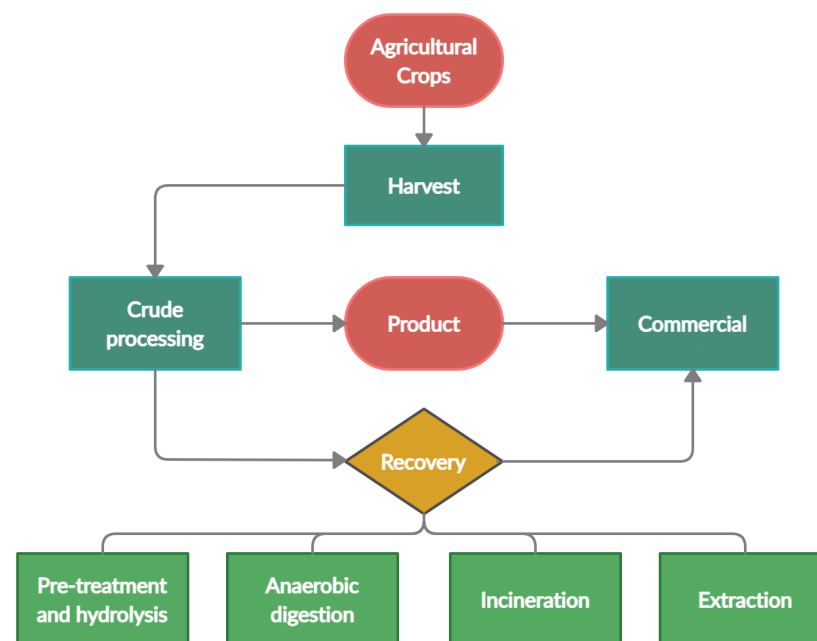 Agricultural
Crops
Harvest
Crude
processing
Product
Commercial
Recovery
Pre-treatment
and hydrolysis
Anaerobic
digestion
Incineration
Extraction